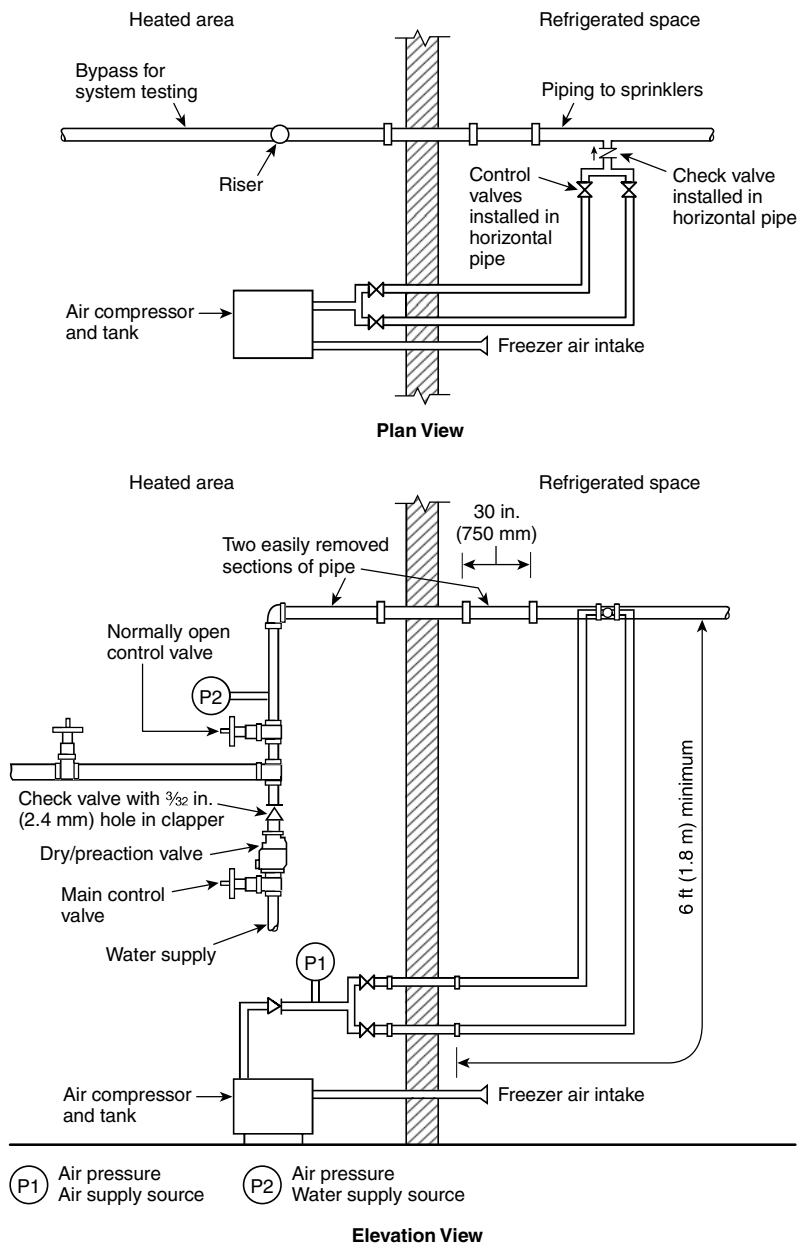 Heated area
Refrigerated space
Bypass for
system testing
Piping to sprinklers
Riser
Control
valves
installed in
horizontal
pipe
Check valve
installed in
horizontal pipe
Air compressor
and tank
Freezer air intake
Plan View
Heated area
Refrigerated space
30 in.
(750 mm)
Two easily removed
sections of pipe
Normally open
control valve
P2
Check valve with 3⁄32 in.
(2.4 mm) hole in clapper
Dry/preaction valve
Main control
valve
Water supply
6 ft (1.8 m) minimum
P1
Air compressor
and tank
Freezer air intake
P1 Air pressure
Air supply source
P2 Air pressure
Water supply source
Elevation View